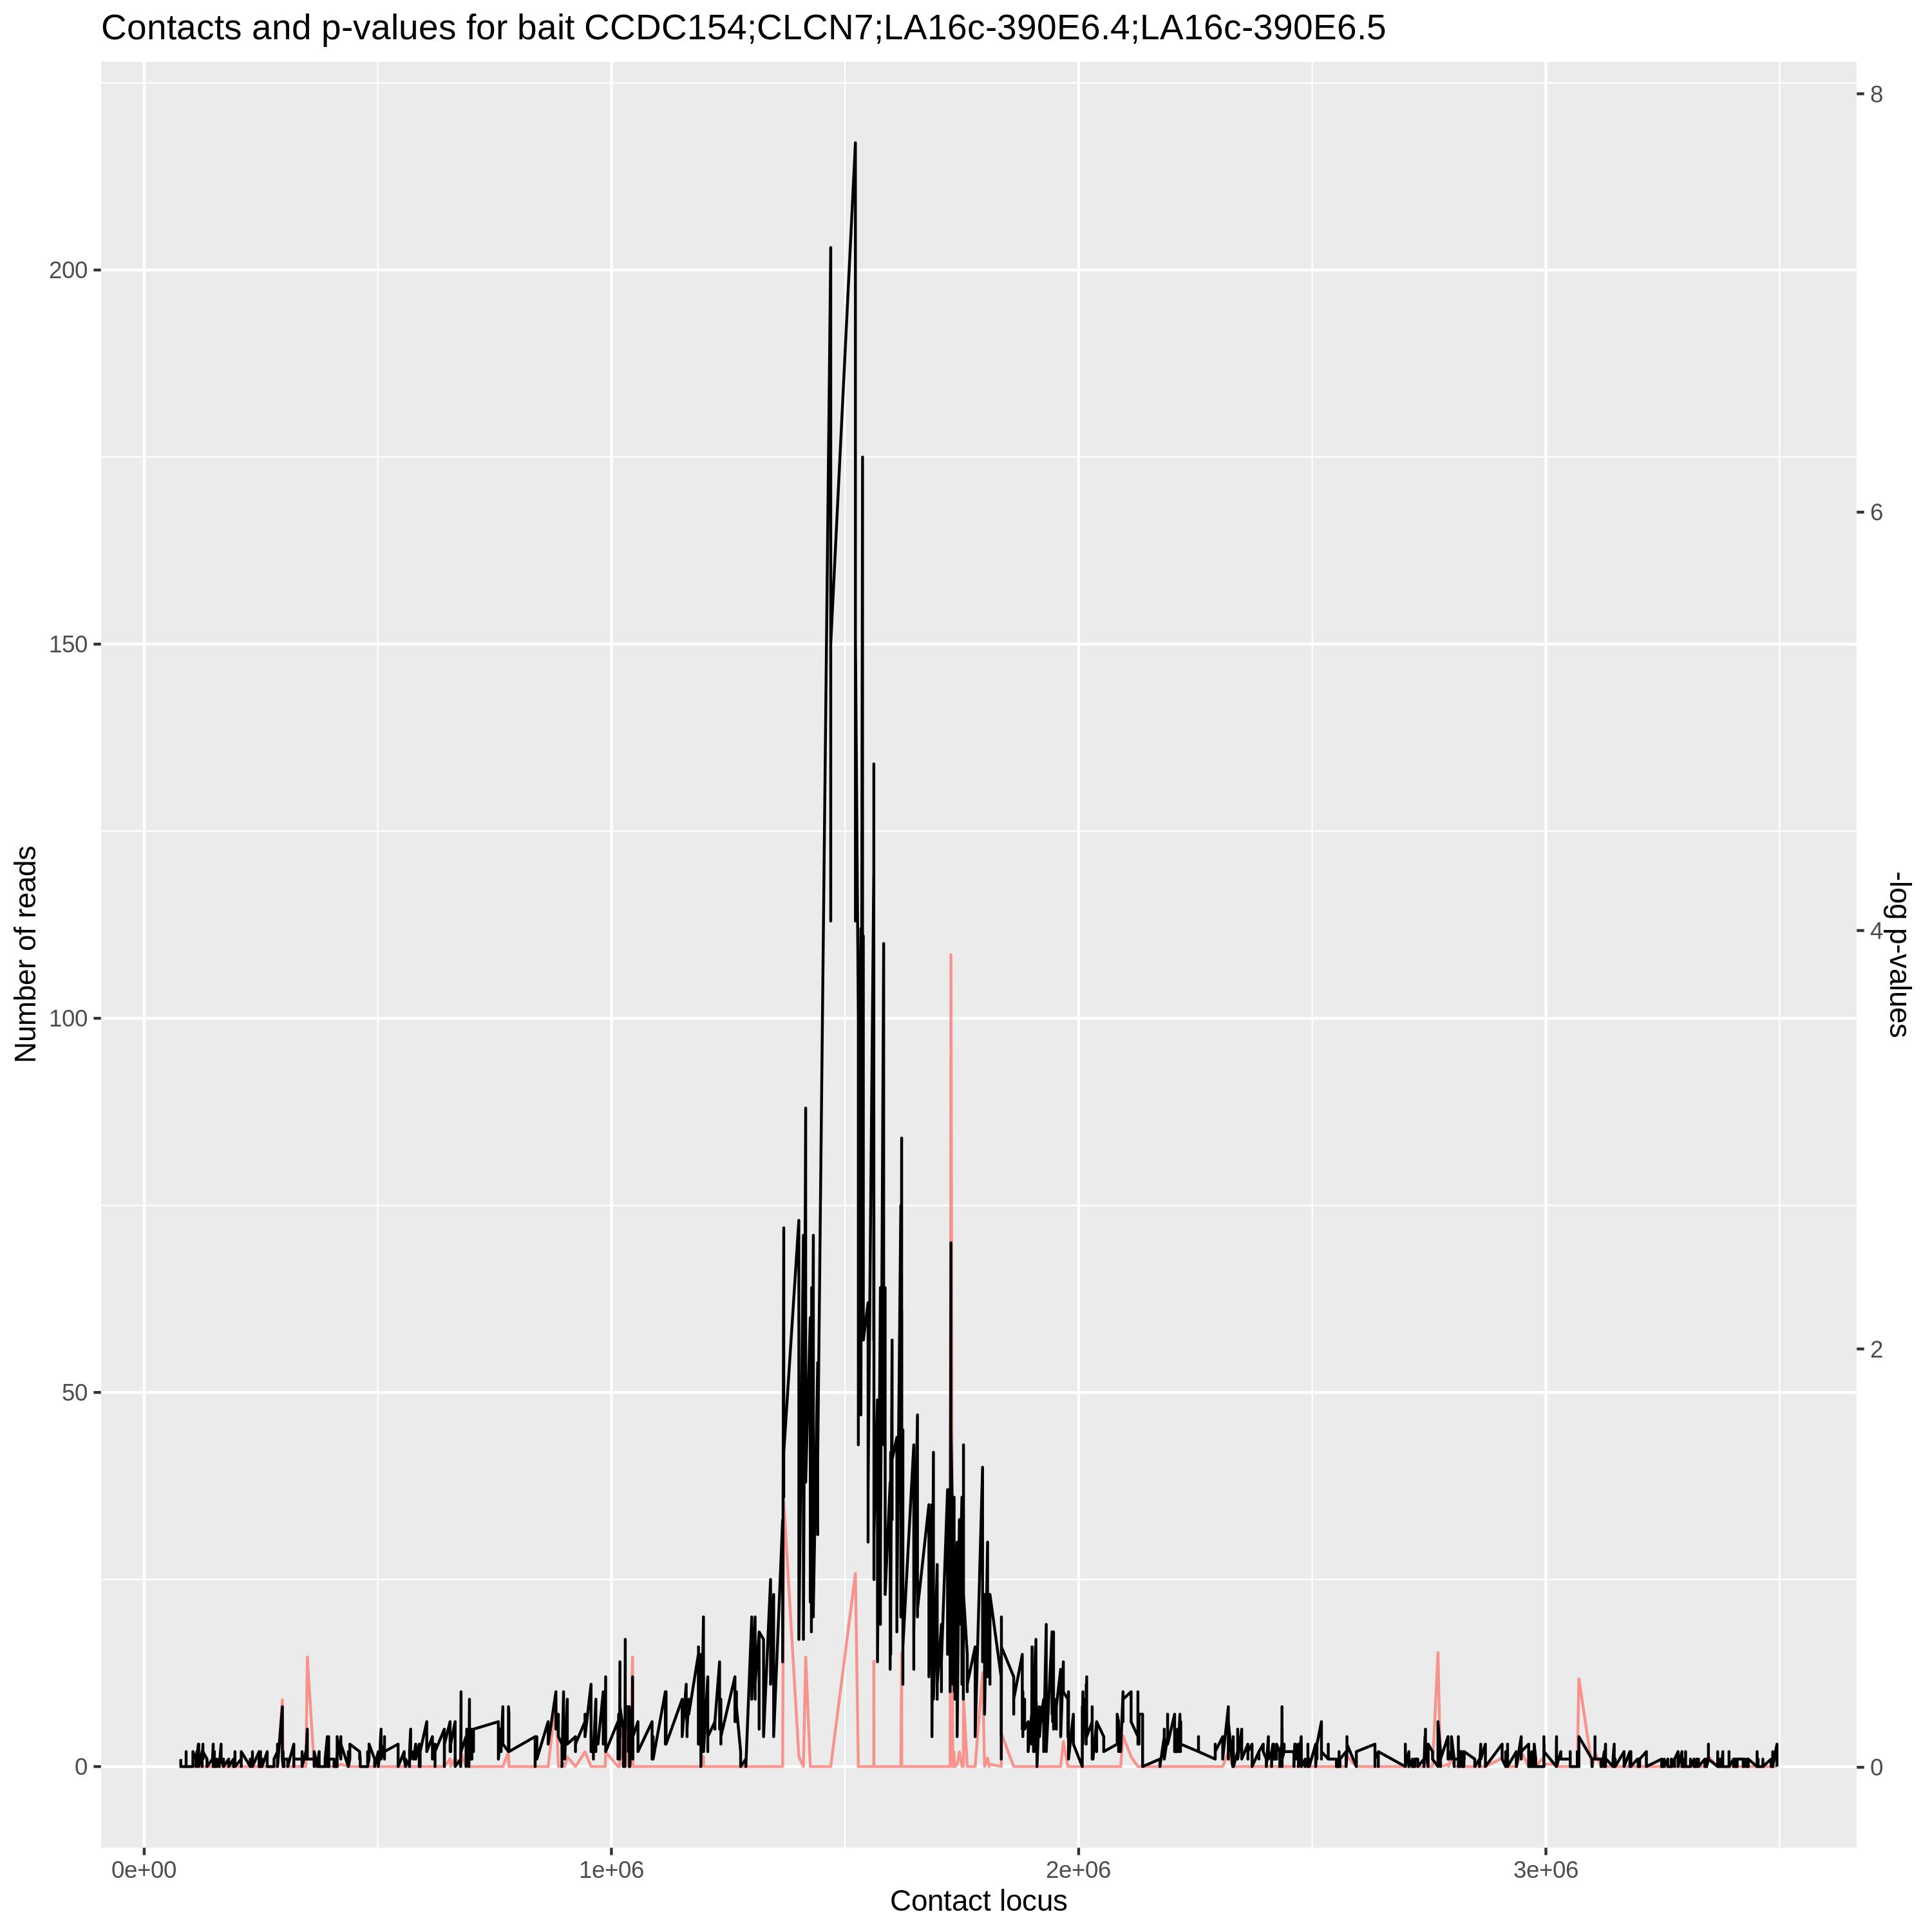 Contacts and p-values for bait CCDC154;CLCN7;LA16c-390E6.4;LA16c-390E6.5
Number of reads
200
150
100
50
0
8
6
4
2
0
-log p-values
0e+00
1e+06
2e+06
3e+06
Contact locus